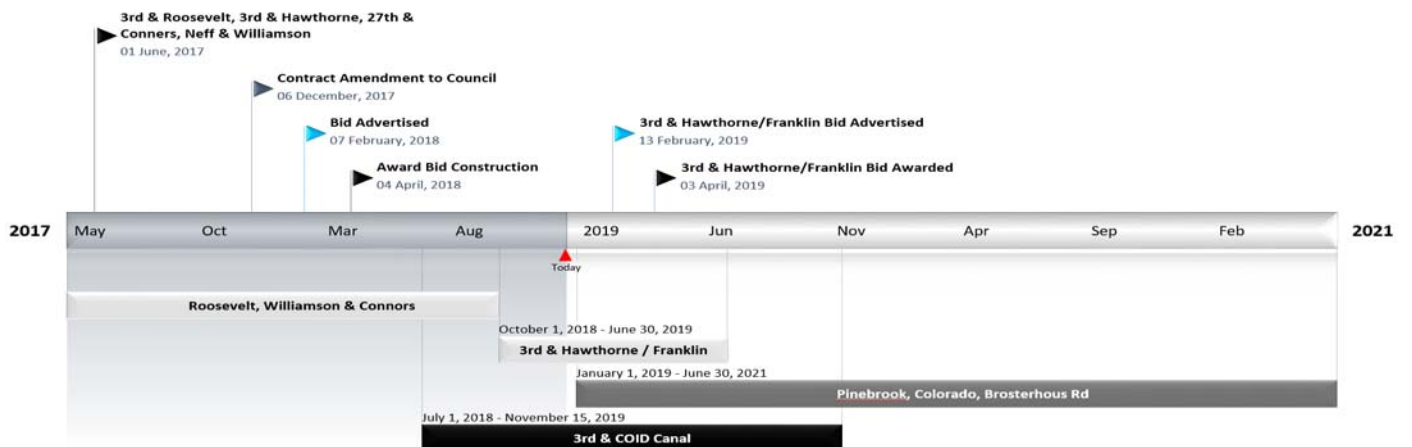 3rd & Roosevelt, 3rd & Hawthorne, 27th &
Conners, Neff & Williamson
01 June, 2017
Contract Amendment to Council
06 December, 2017
Bid Advertised
07 February, 2018
3rd & Hawthorne/Franklin Bid Advertised
13 February, 2019
Award Bid Construction
04 April, 2018
3rd & Hawthorne/Franklin Bid Awarded
03 April, 2019
2017 May Oct Mar Aug 2019 Jun Nov Apr Sep Feb 2021
Today
Roosevelt, Williamson & Connors
October 1, 2018 - June 30, 2019
3rd & Hawthorne / Franklin
January 1, 2019 - June 30, 2021
Pinebrook, Colorado, Brosterhous Rd
July 1, 2018 - November 15, 2019
3rd & COID Canal